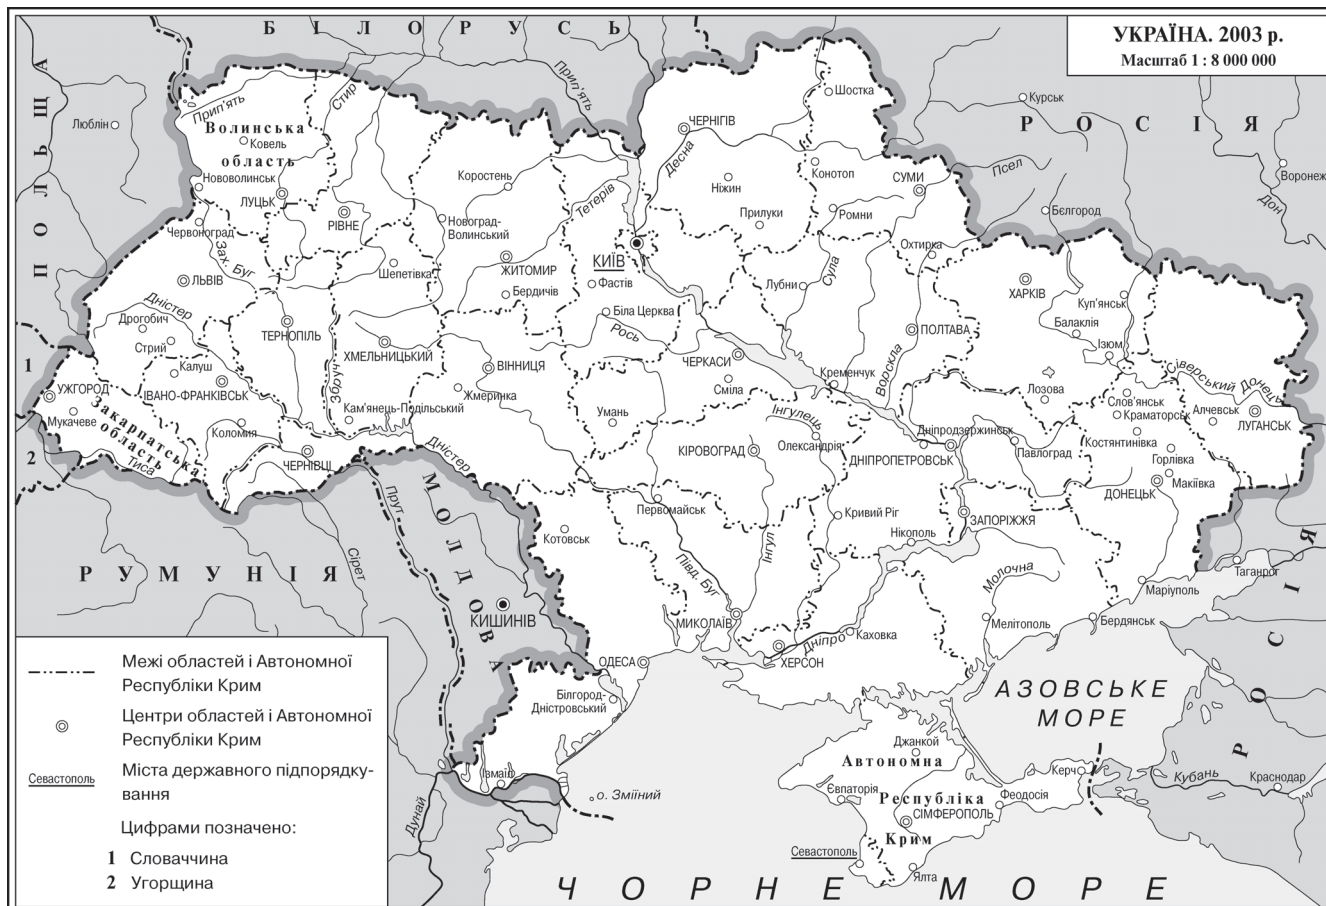 УКРАЇНА. 2003 р.
Масштаб 1 : 8 000 000
БІЛОРУСЬ
ПОЛЬЩА
РОСІЯ
Люблін
Прип'ять
Стир
Прип'ять
Волинська
область
Ковель
Нововолинськ
ЛУЦЬК
РІВНЕ
Червоноград
Зах. Буг
ЛЬВІВ
Коростень
Новоград-
Волинський
Шепетівка
ЖИТОМИР
Бердичів
Тетерів
ЧЕРНІГІВ
Десна
Ніжин
Прилуки
Шостка
Конотоп
СУМИ
Ромни
Охтирка
Курськ
Псел
Бєлгород
Воронеж
Дон
КИЇВ
Фастів
Біла Церква
Рось
Лубни
Сула
ПОЛТАВА
Ворскла
ХАРКІВ
Куп'янськ
Балаклія
Ізюм
Лозова
Дністер
Дрогобич
Стрий
Калуш
ТЕРНОПІЛЬ
ХМЕЛЬНИЦЬКИЙ
Збруч
ВІННИЦЯ
Жмеринка
ЧЕРКАСИ
Сміла
Умань
Кременчук
1
УЖГОРОД
Мукачеве
Закарпатська
область
Тиса
2
ІВАНО-ФРАНКІВСЬК
Коломия
ЧЕРНІВЦІ
Кам'янець-Подільський
Дністер
Інгулець
Олександрія
КІРОВОГРАД
Дніпродзержинськ
ДНІПРОПЕТРОВСЬК
Павлоград
Сіверський Донець
Слов'янськ
Краматорськ
Костянтинівка
Алчевськ
ЛУГАНСЬК
Горлівка
Макіївка
ДОНЕЦЬК
Первомайськ
Кривий Ріг
Нікополь
ЗАПОРІЖЖЯ
Котовськ
Півд. Буг
Інгул
Молочна
МОЛДОВА
Прут
Сірет
РУМУНІЯ
КИШИНІВ
МИКОЛАЇВ
ХЕРСОН
Дніпро
Каховка
Мелітополь
Бердянськ
Маріуполь
Таганрог
РОСІЯ
ОДЕСА
Білгород-
Дністровський
Ізмаїл
Дунай
о. Зміїний
АЗОВСЬКЕ
МОРЕ
Джанкой
Автономна
Республіка
Крим
Євпаторія
СІМФЕРОПОЛЬ
Феодосія
Керч
Севастополь
Ялта
Кубань
Краснодар
ЧОРНЕ МОРЕ
Межі областей і Автономної
Республіки Крим
Центри областей і Автономної
Республіки Крим
Севастополь
Міста державного підпорядку-
вання
Цифрами позначено:
1 Словаччина
2 Угорщина